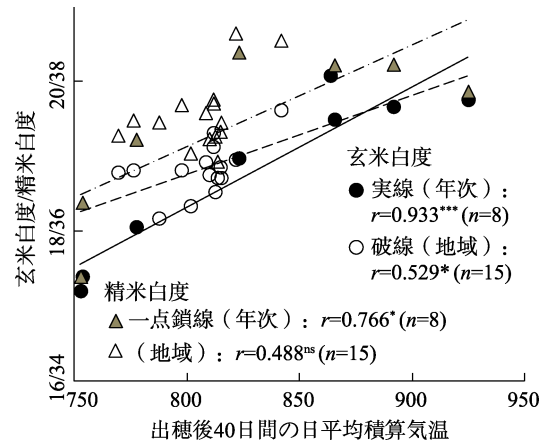 玄米白度/精米白度
20/38
18/36
16/34
玄米白度
● 実線（年次）：
r=0.933*** (n=8)
○ 破線（地域）：
r=0.529* (n=15)
精米白度
▲ 一点鎖線（年次）：r=0.766* (n=8)
△（地域）：r=0.488ns (n=15)
750
800
850
900
950
出穂後40日間の日平均積算気温